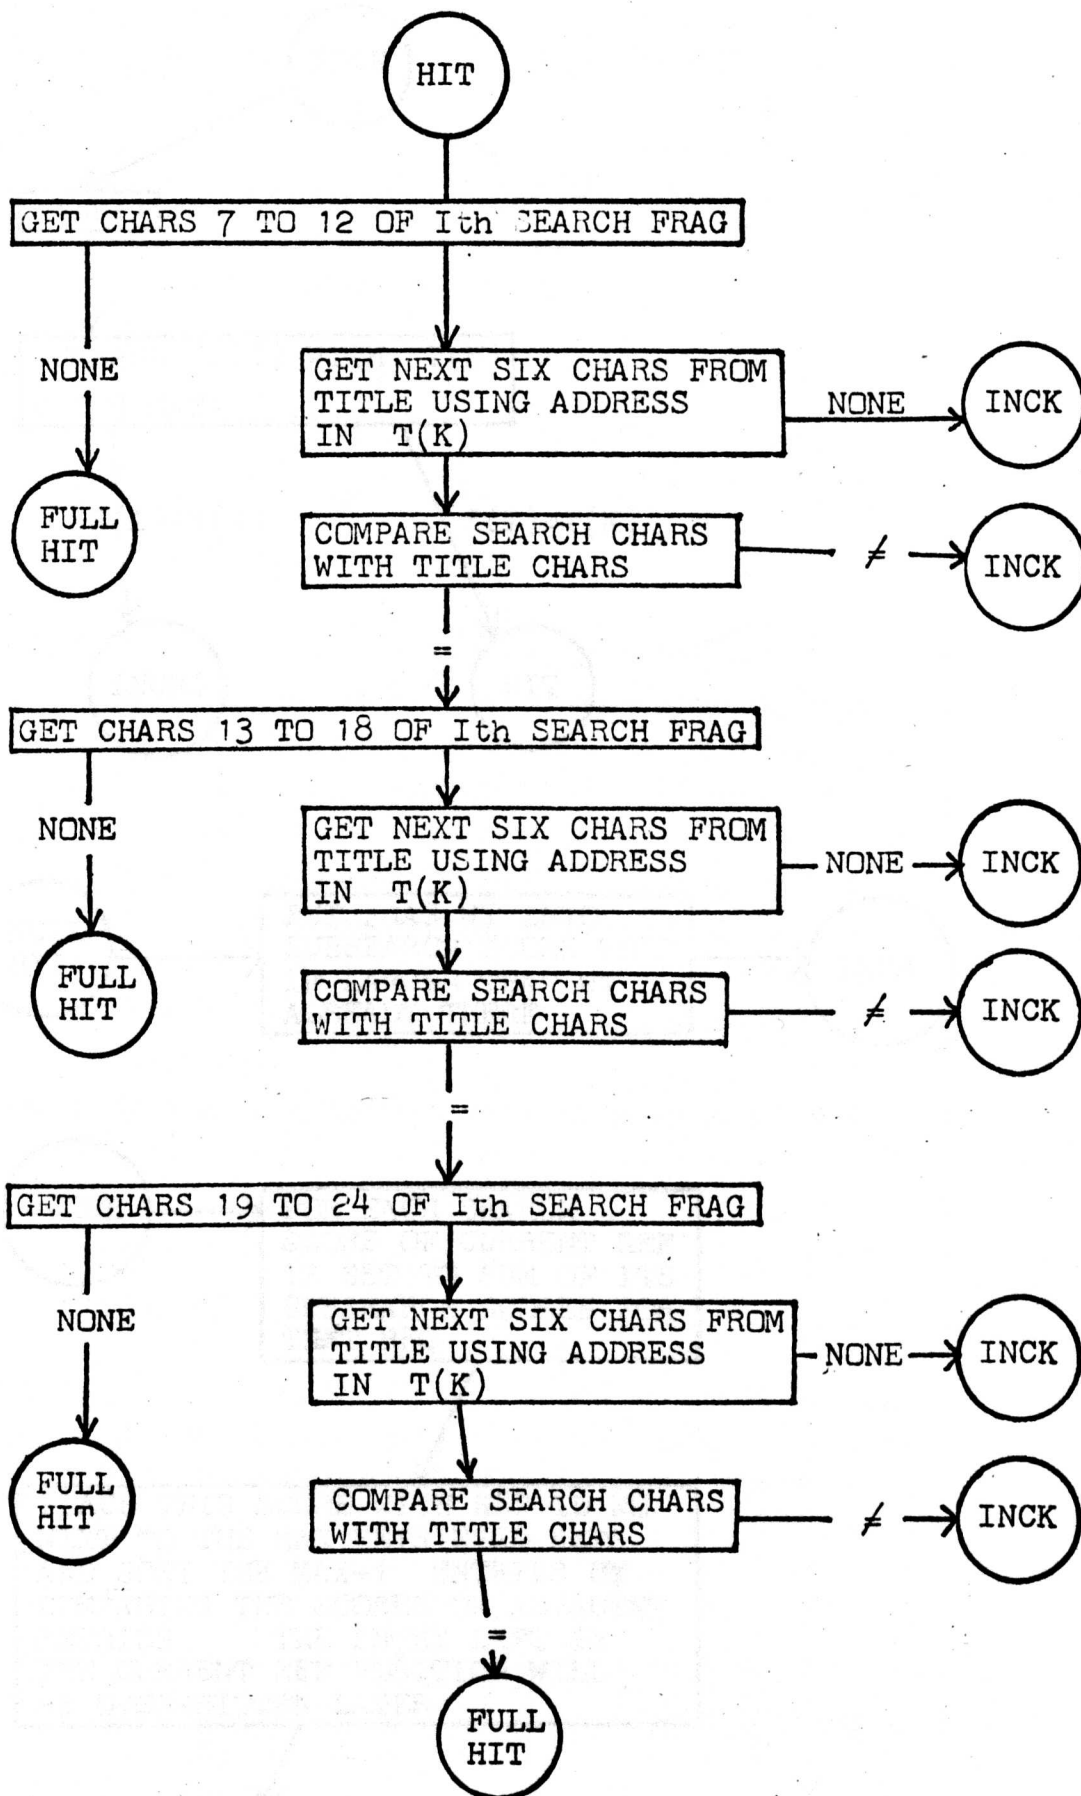 HIT
GET CHARS 7 TO 12 OF Ith SEARCH FRAG
NONE
GET NEXT SIX CHARS FROM
TITLE USING ADDRESS
IN T(K)
NONE
INCK
FULL
HIT
COMPARE SEARCH CHARS
WITH TITLE CHARS
≠
INCK
=
GET CHARS 13 TO 18 OF Ith SEARCH FRAG
NONE
GET NEXT SIX CHARS FROM
TITLE USING ADDRESS
IN T(K)
NONE
INCK
FULL
HIT
COMPARE SEARCH CHARS
WITH TITLE CHARS
≠
INCK
=
GET CHARS 19 TO 24 OF Ith SEARCH FRAG
NONE
GET NEXT SIX CHARS FROM
TITLE USING ADDRESS
IN T(K)
NONE
INCK
FULL
HIT
COMPARE SEARCH CHARS
WITH TITLE CHARS
≠
INCK
=
FULL
HIT